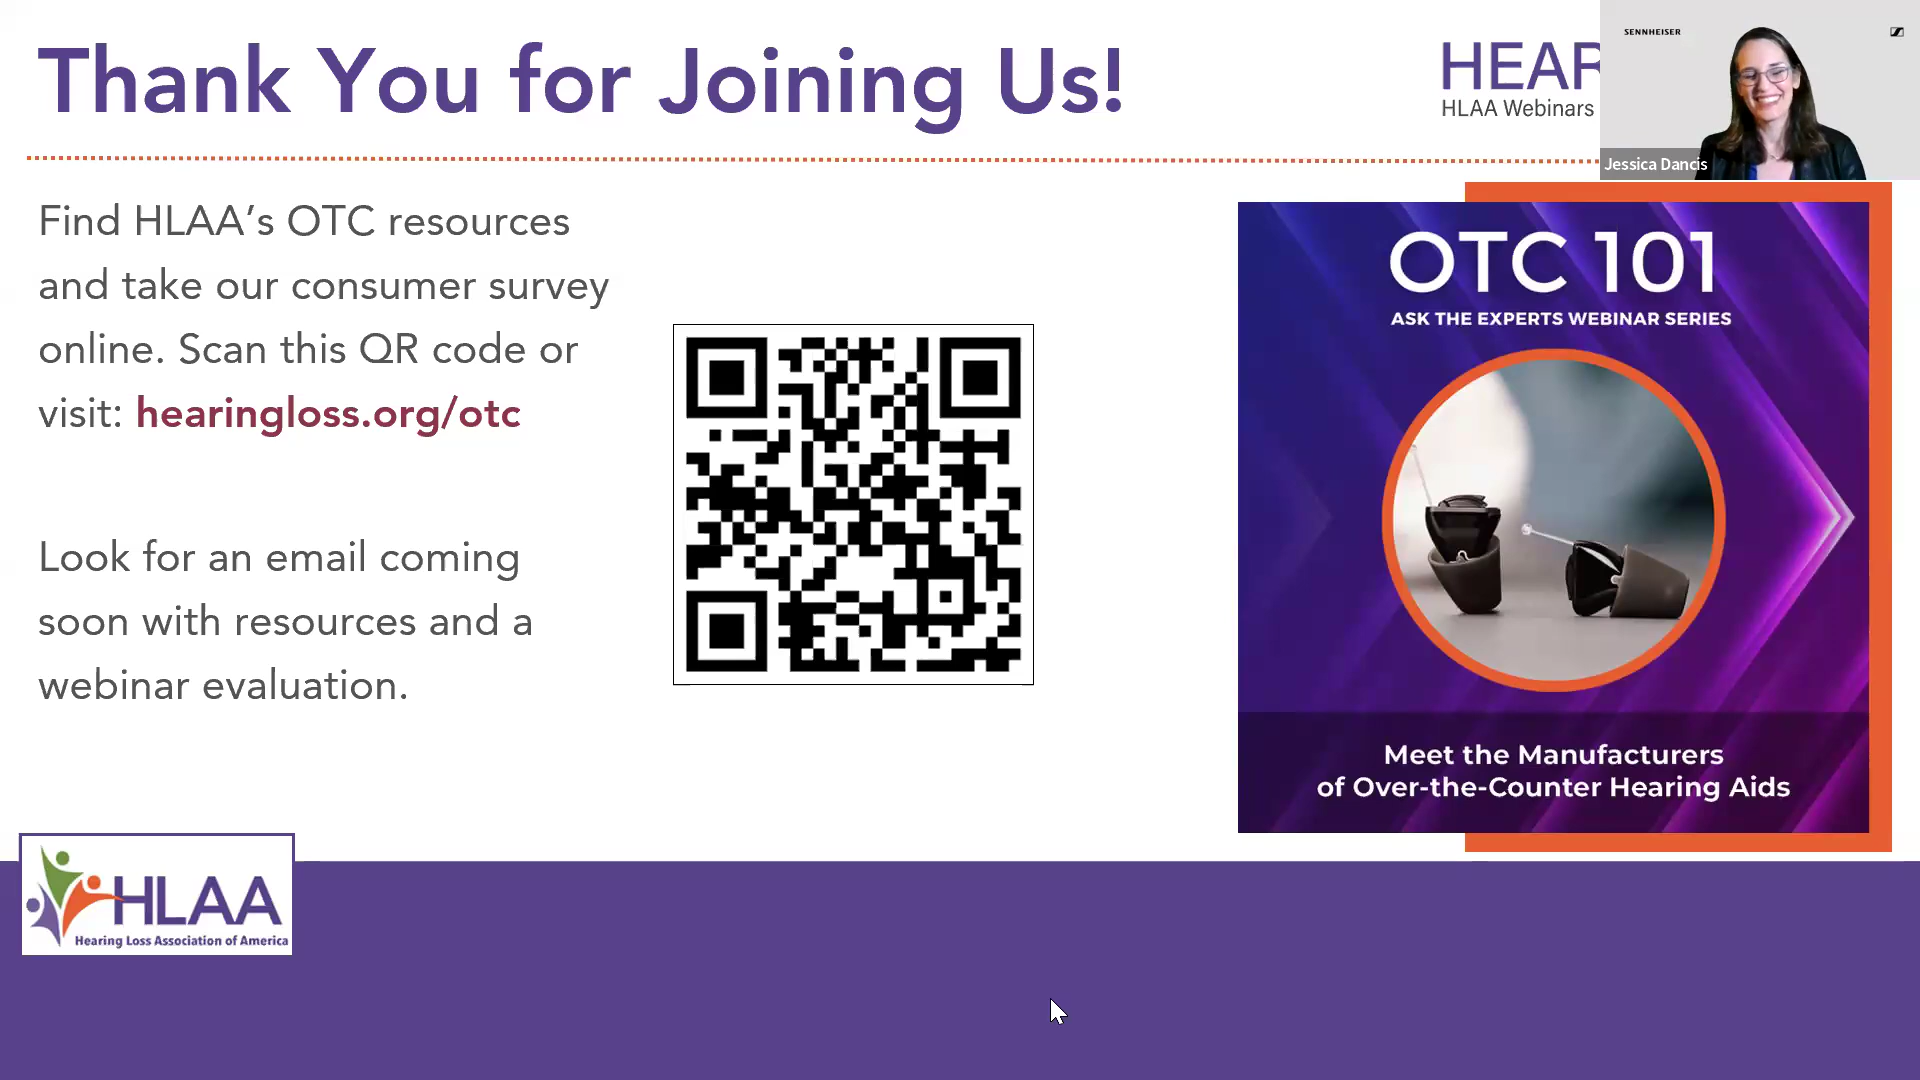 Thank You for Joining Us!
HEAR
HLAA Webinars
SENNHEISER
Jessica Dancis
Find HLAA’s OTC resources
and take our consumer survey
online. Scan this QR code or
visit: hearingloss.org/otc
Look for an email coming
soon with resources and a
webinar evaluation.
OTC 101
ASK THE EXPERTS WEBINAR SERIES
Meet the Manufacturers
of Over-the-Counter Hearing Aids
HLAA
Hearing Loss Association of America